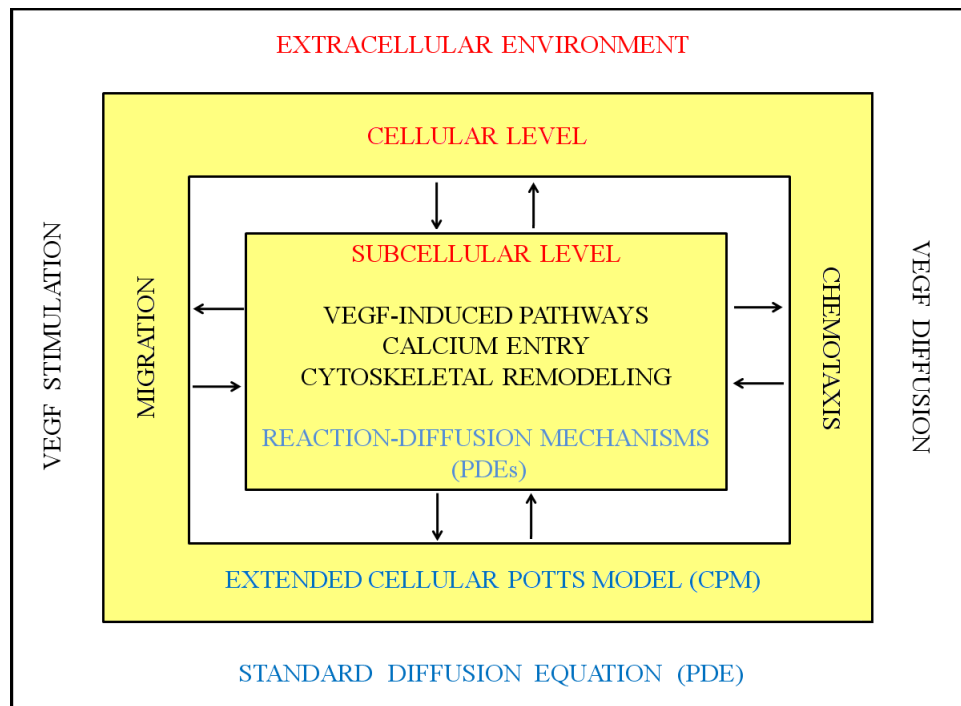 EXTRACELLULAR ENVIRONMENT
CELLULAR LEVEL
VEGF STIMULATION
MIGRATION
SUBCELLULAR LEVEL
VEGF-INDUCED PATHWAYS
CALCIUM ENTRY
CYTOSKELETAL REMODELING
REACTION-DIFFUSION MECHANISMS
(PDEs)
CHEMOTAXIS
VEGF DIFFUSION
EXTENDED CELLULAR POTTS MODEL (CPM)
STANDARD DIFFUSION EQUATION (PDE)